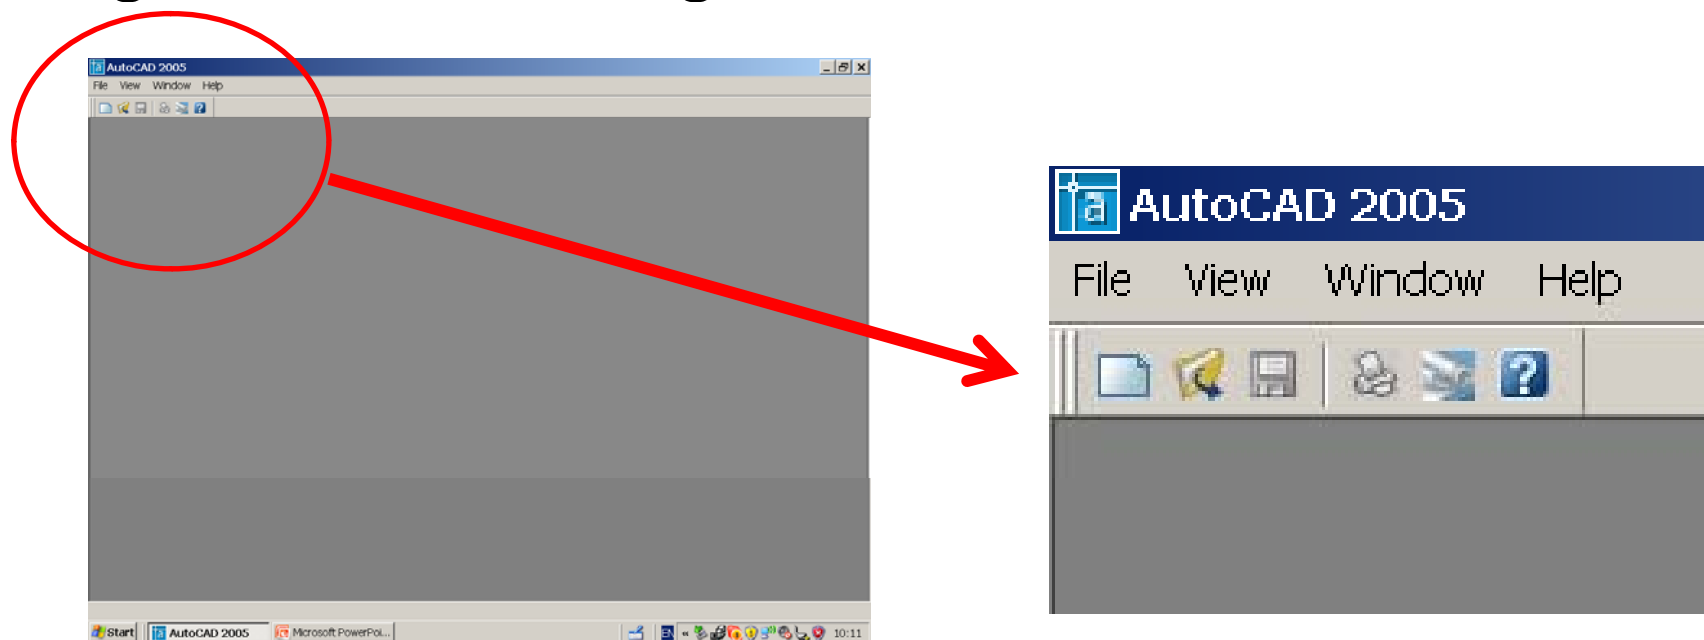 AutoCAD 2005
File View Window Help
Start AutoCAD 2005 Microsoft PowerPoi... EN « 10:11
AutoCAD 2005
File View Window Help